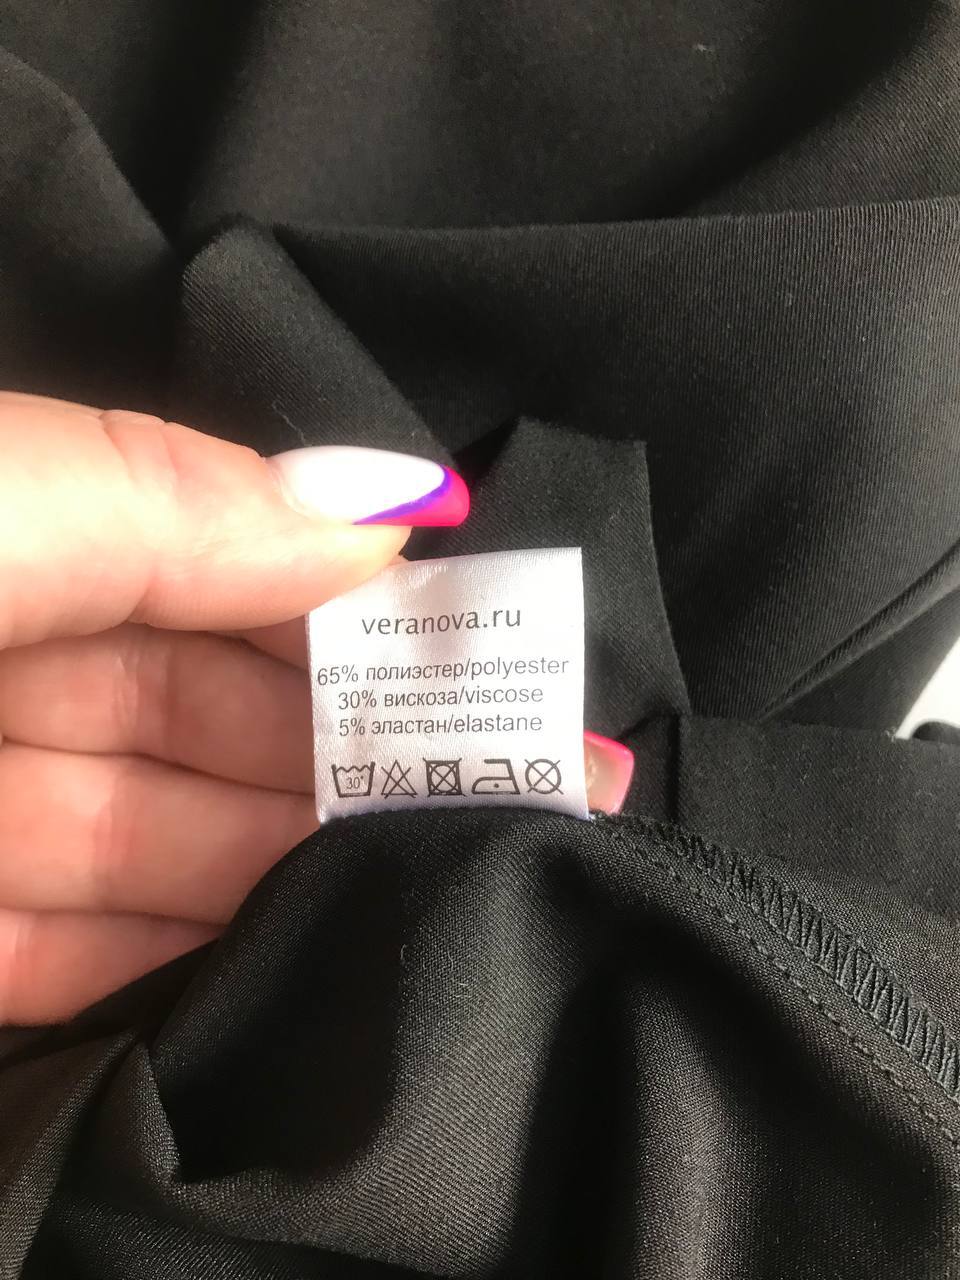 veranova.ru
65% полиэстер/polyester
30% вискоза/viscose
5% эластан/elastane
30°